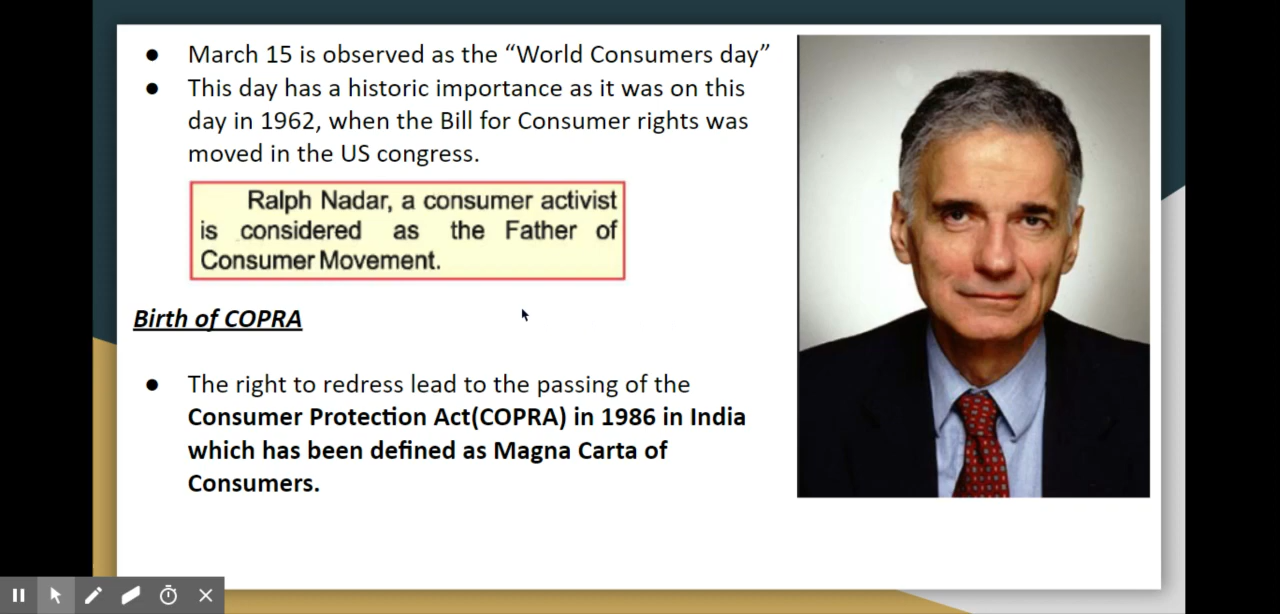 ● March 15 is observed as the “World Consumers day”
● This day has a historic importance as it was on this
day in 1962, when the Bill for Consumer rights was
moved in the US congress.
Ralph Nadar, a consumer activist
is considered as the Father of
Consumer Movement.
Birth of COPRA
● The right to redress lead to the passing of the
Consumer Protection Act(COPRA) in 1986 in India
which has been defined as Magna Carta of
Consumers.